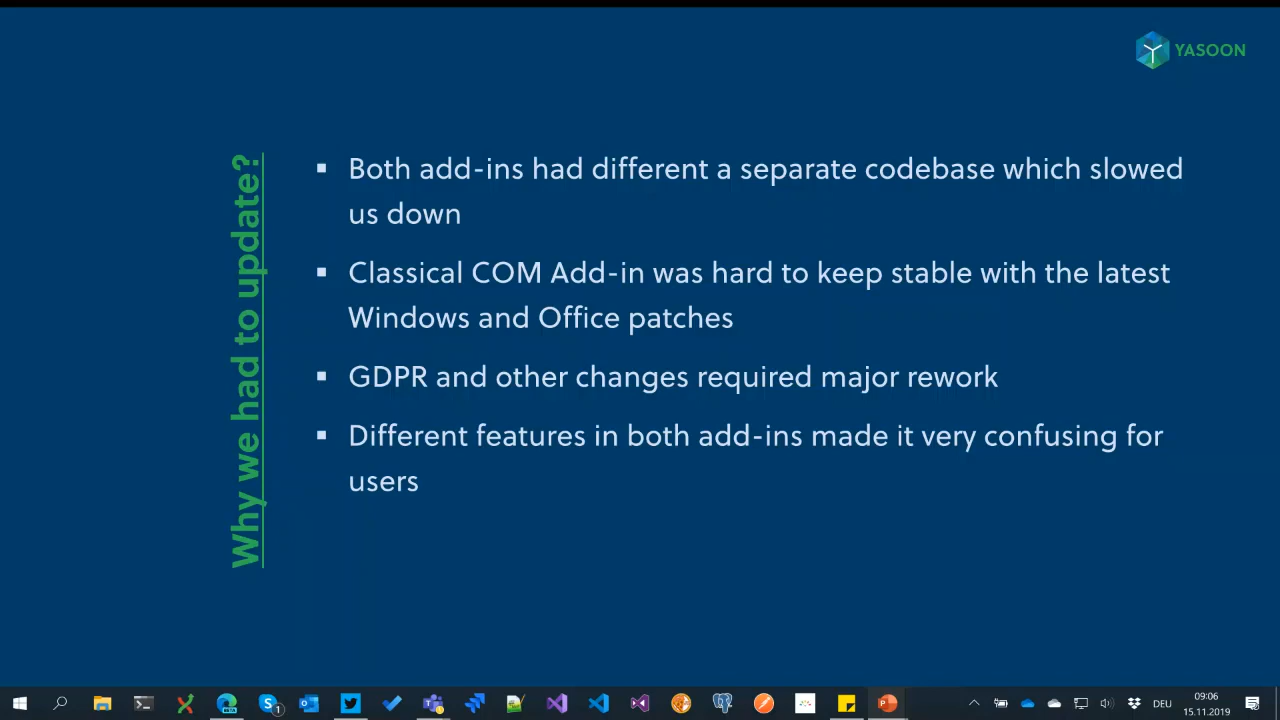 YASOON
Why we had to update?
▪ Both add-ins had different a separate codebase which slowed
us down
▪ Classical COM Add-in was hard to keep stable with the latest
Windows and Office patches
▪ GDPR and other changes required major rework
▪ Different features in both add-ins made it very confusing for
users
BETA
1
DEU
09:06
15.11.2019